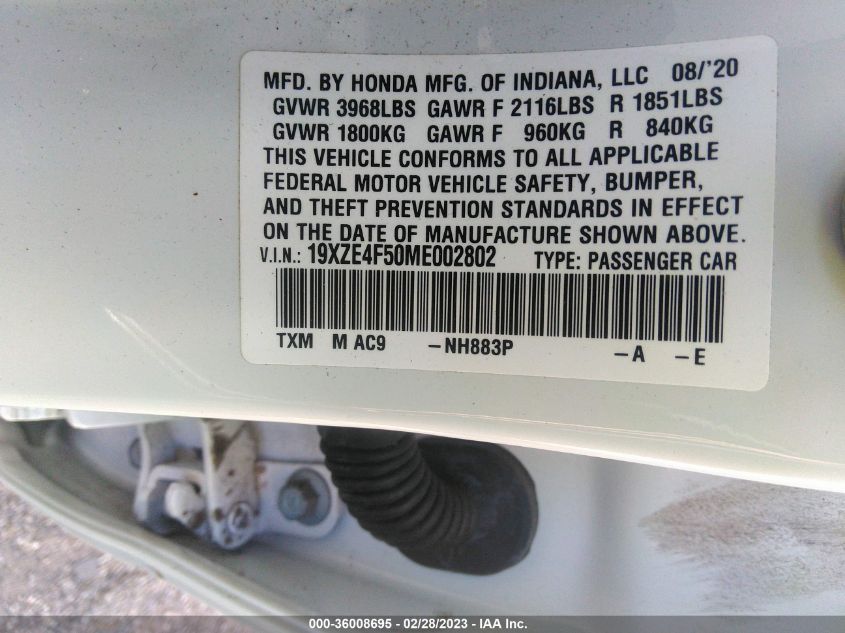 MFD. BY HONDA MFG. OF INDIANA, LLC 08/'20
GVWR 3968LBS GAWR F 2116LBS R 1851LBS
GVWR 1800KG GAWR F 960KG R 840KG
THIS VEHICLE CONFORMS TO ALL APPLICABLE
FEDERAL MOTOR VEHICLE SAFETY, BUMPER,
AND THEFT PREVENTION STANDARDS IN EFFECT
ON THE DATE OF MANUFACTURE SHOWN ABOVE.
V.I.N.: 19XZE4F50ME002802 TYPE: PASSENGER CAR
TXM M AC9 -NH883P -A -E
000-36008695 - 02/28/2023 - IAA Inc.